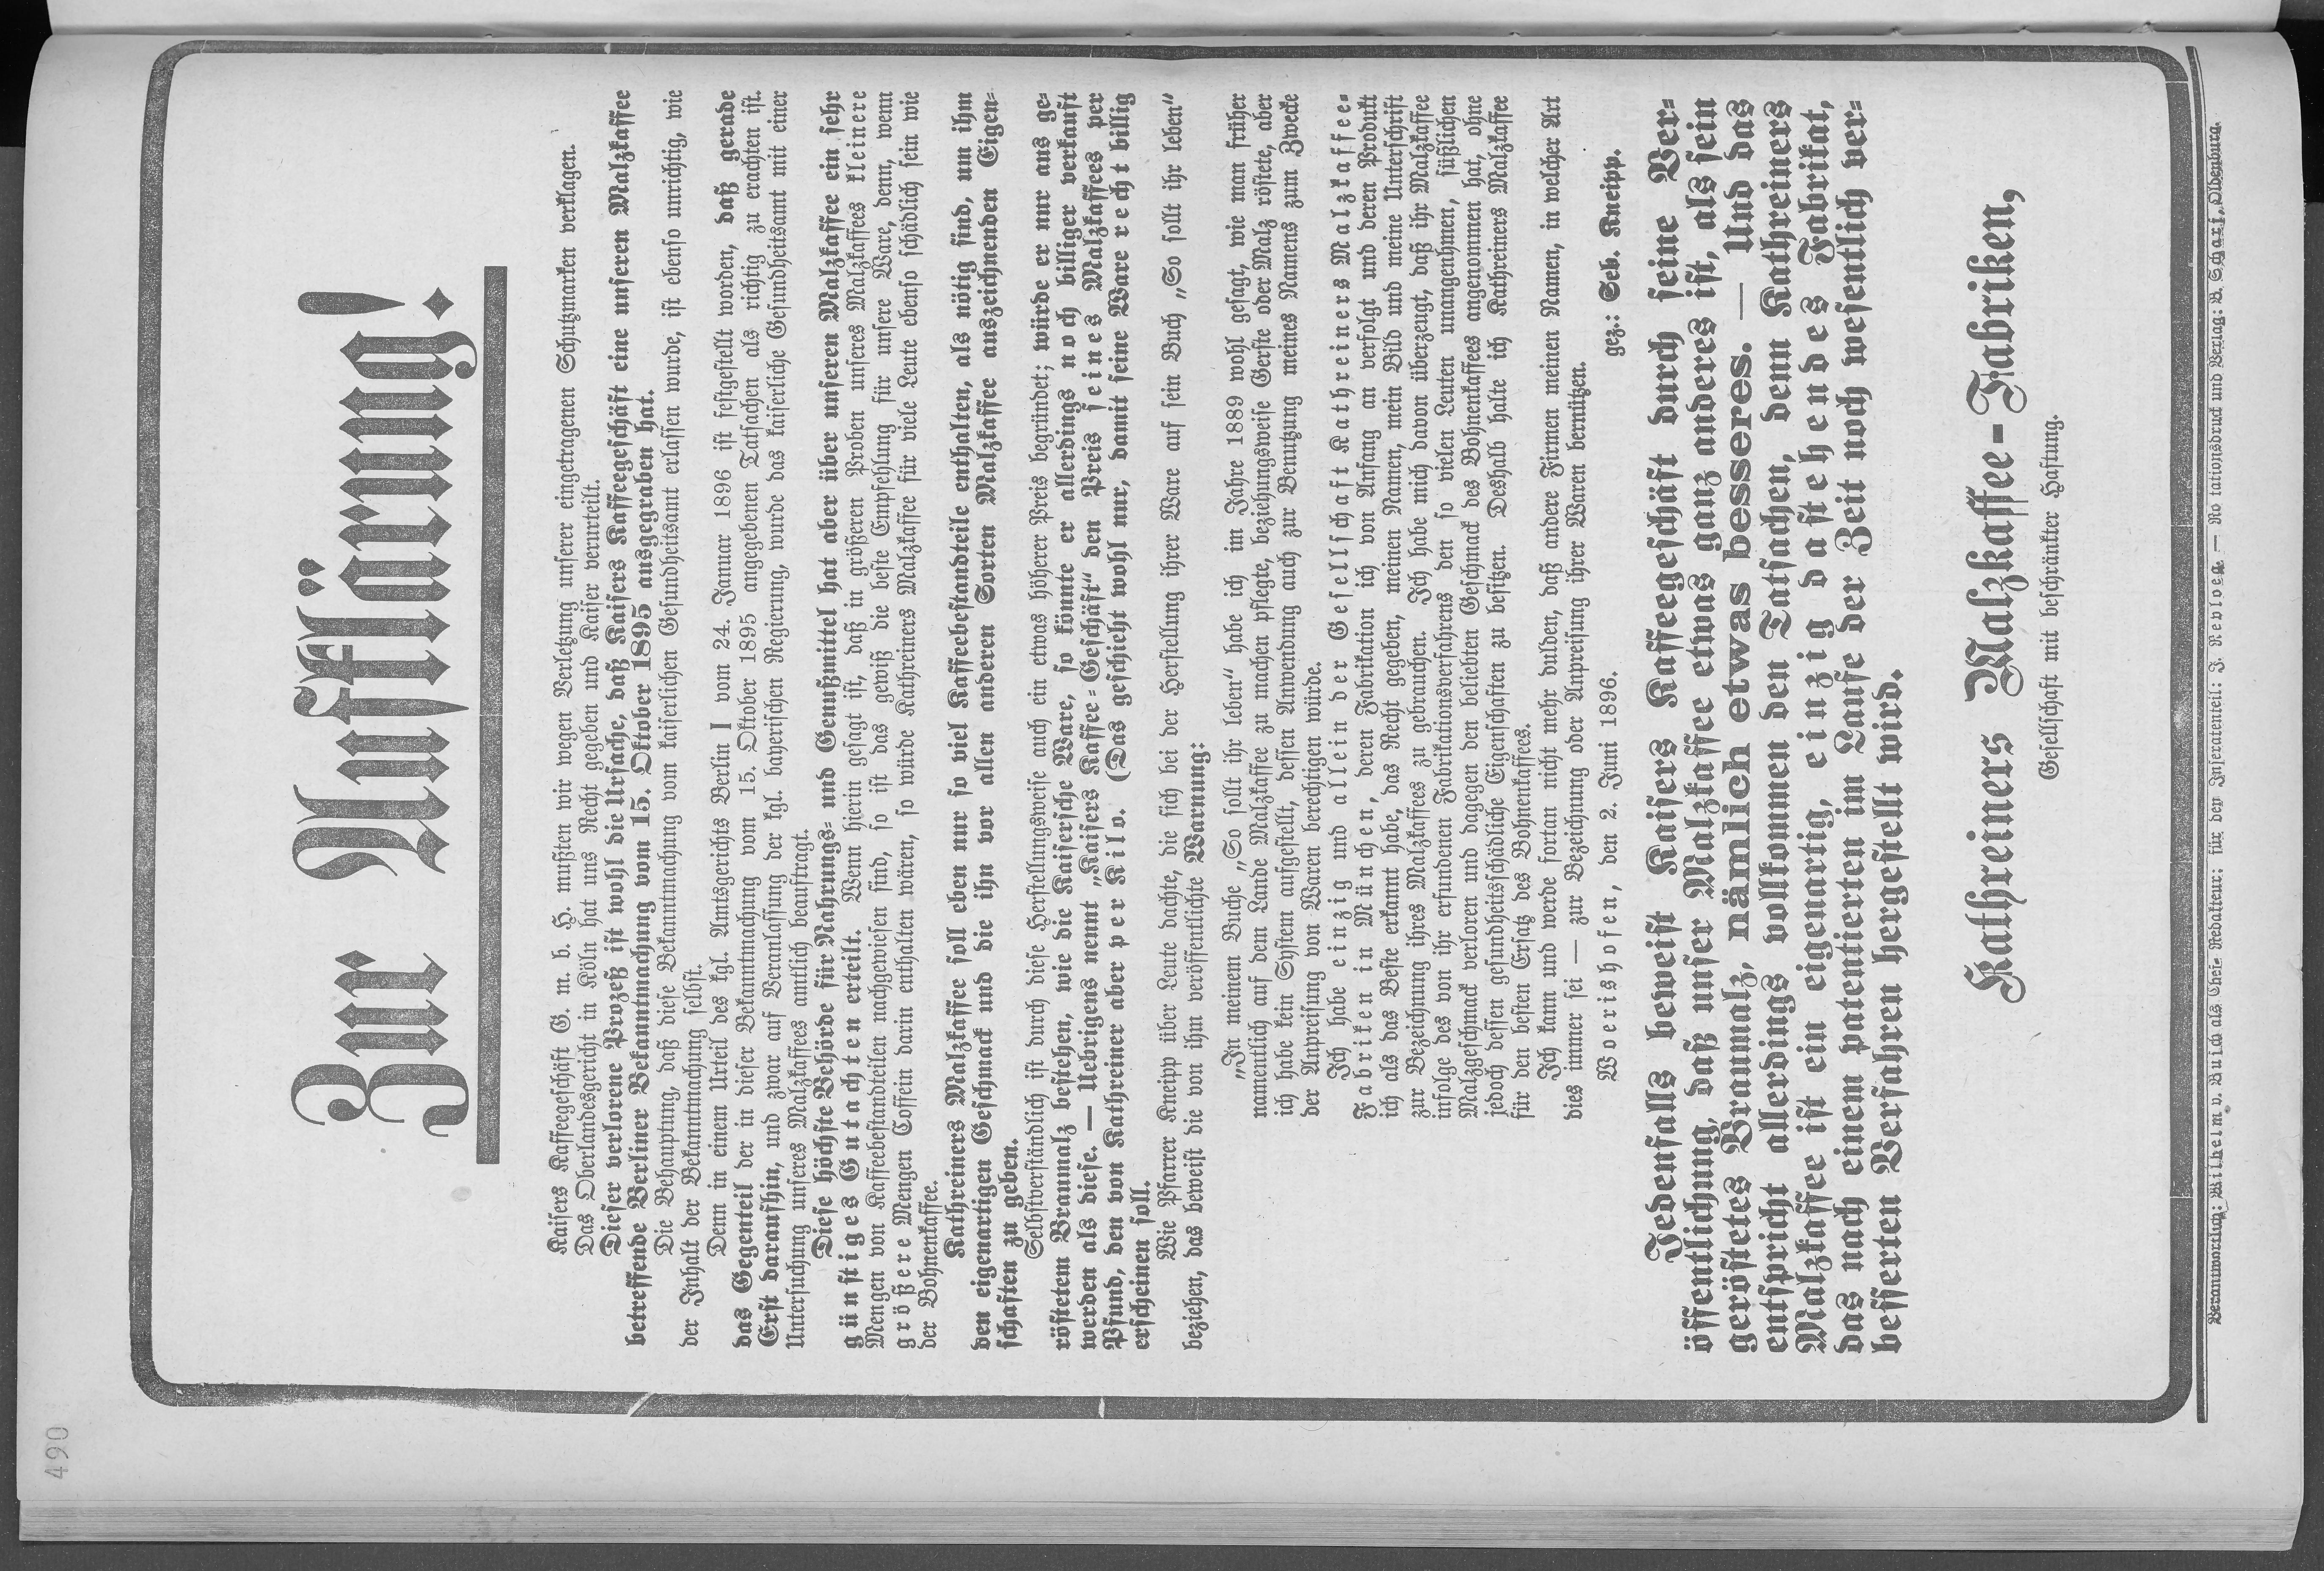 490
Zur Aufklärung!
Kaisers Kaffeegeschäft G. m. b. H. mußten wir wegen Verletzung unserer eingetragenen Schutzmarken verklagen.
Das Oberlandesgericht in Köln hat uns Recht gegeben und Kaiser verurteilt.
Dieser verlorene Prozeß ist wohl die Ursache, daß Kaisers Kaffeegeschäft eine unseren Malzkaffee
betreffende Berliner Bekanntmachung vom 15. Oktober 1895 ausgegraben hat.
Die Behauptung, daß diese Bekanntmachung vom kaiserlichen Gesundheitsamt erlassen wurde, ist ebenso unrichtig, wie
der Inhalt der Bekanntmachung selbst.
Denn in einem Urteil des kgl. Amtsgerichts Berlin I vom 24. Januar 1896 ist festgestellt worden, daß gerade
das Gegenteil der in dieser Bekanntmachung vom 15. Oktober 1895 angegebenen Tatsachen als richtig zu erachten ist.
Erst daraufhin, und zwar auf Veranlassung der kgl. bayerischen Regierung, wurde das kaiserliche Gesundheitsamt mit einer
Untersuchung unseres Malzkaffees amtlich beauftragt.
Diese höchste Behörde für Nahrungs- und Genußmittel hat aber über unseren Malzkaffee ein sehr
günstiges Gutachten erteilt. Wenn hierin gesagt ist, daß in größeren Proben unseres Malzkaffees kleinere
Mengen von Kaffeebestandteilen nachgewiesen sind, so ist das gewiß die beste Empfehlung für unsere Ware, denn, wenn
größere Mengen Coffein darin enthalten wären, so würde Kathreiners Malzkaffee für viele Leute ebenso schädlich sein wie
der Bohnenkaffee.
Kathreiners Malzkaffee soll eben nur so viel Kaffeebestandteile enthalten, als nötig sind, um ihm
den eigenartigen Geschmack und die ihn vor allen anderen Sorten Malzkaffee auszeichnenden Eigen-
schaften zu geben.
Selbstverständlich ist durch diese Herstellungsweise auch ein etwas höherer Preis begründet; würde er nur aus ge-
röstetem Braunmalz bestehen, wie die Kaisersche Ware, so könnte er allerdings noch billiger verkauft
werden als diese. — Uebrigens nennt „Kaisers Kaffee-Geschäft“ den Preis seines Malzkaffees per
Pfund, den von Kathreiner aber per Kilo. (Das geschieht wohl nur, damit seine Ware recht billig
erscheinen soll.
Wie Pfarrer Kneipp über Leute dachte, die sich bei der Herstellung ihrer Ware auf sein Buch „So sollt ihr leben“
beziehen, das beweist die von ihm veröffentlichte Warnung:
„In meinem Buche „So sollt ihr leben“ habe ich im Jahre 1889 wohl gesagt, wie man früher
namentlich auf dem Lande Malzkaffee zu machen pflegte, beziehungsweise Gerste oder Malz röstete, aber
ich habe kein System aufgestellt, dessen Anwendung auch zur Benutzung meines Namens zum Zwecke
der Anpreisung von Waren berechtigen würde.
Ich habe einzig und allein der Gesellschaft Kathreiners Malzkaffee-
Fabriken in München, deren Fabrikation ich von Anfang an verfolgt und deren Produkt
ich als das Beste erkannt habe, das Recht gegeben, meinen Namen, mein Bild und meine Unterschrift
zur Bezeichnung ihres Malzkaffees zu gebrauchen. Ich habe mich davon überzeugt, daß ihr Malzkaffee
infolge des von ihr erfundenen Fabrikationsverfahrens den so vielen Leuten unangenehmen, süßlichen
Malzgeschmack verloren und dagegen den beliebten Geschmack des Bohnenkaffees angenommen hat, ohne
jedoch dessen gesundheitsschädliche Eigenschaften zu besitzen. Deshalb halte ich Kathreiners Malzkaffee
für den besten Ersatz des Bohnenkaffees.
Ich kann und werde fortan nicht mehr dulden, daß andere Firmen meinen Namen, in welcher Art
dies immer sei — zur Bezeichnung oder Anpreisung ihrer Waren bernützen.
Woerishofen, den 2. Juni 1896. gez.: Seb. Kneipp.
Jedenfalls beweist Kaisers Kaffeegeschäft durch seine Ver-
öffentlichung, daß unser Malzkaffee etwas ganz anderes ist, als sein
geröstetes Braunmalz, nämlich etwas besseres. — Und das
entspricht allerdings vollkommen den Tatsachen, denn Kathreiners
Malzkaffee ist ein eigenartig, einzig dastehendes Fabrikat,
das nach einem patentierten im Laufe der Zeit noch wesentlich ver-
besserten Verfahren hergestellt wird.
Kathreiners Malzkaffee-Fabriken,
Gesellschaft mit beschränkter Haftung.
Verantwortlich: Wilhelm v. Busch als Chef-Redakteur; für den Inseratenteil: J. Reploeg. — Rotationsdruck und Verlag: B. Scharf, Oldenburg.